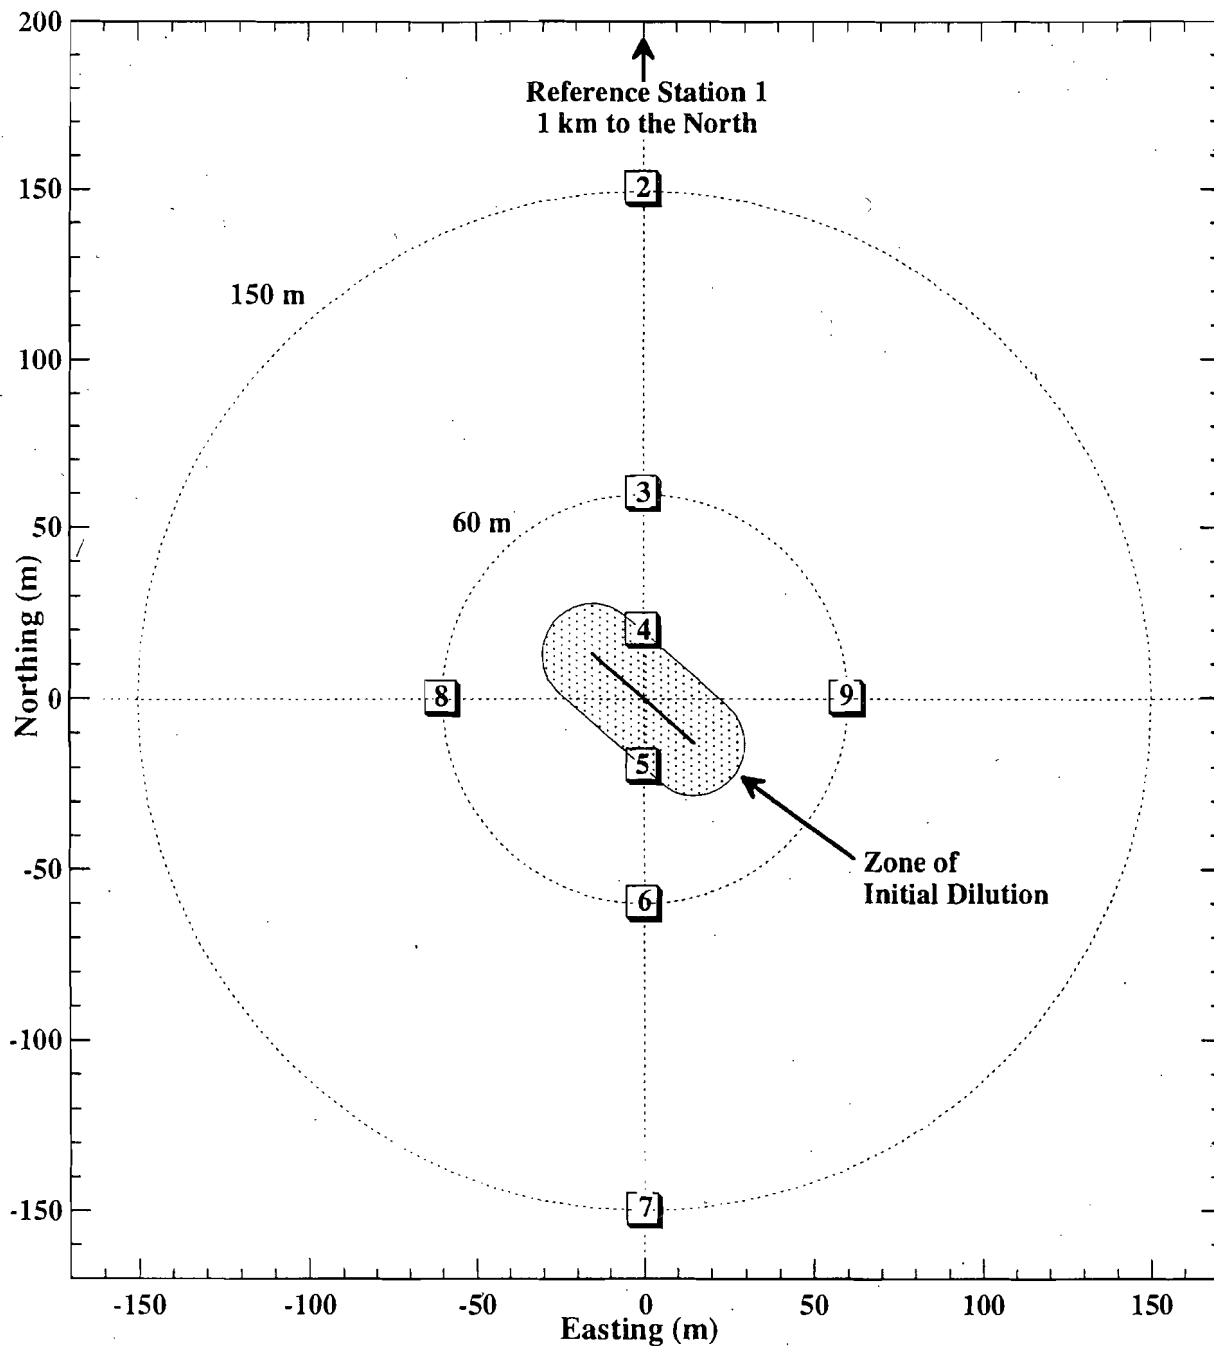 200
Reference Station 1
1 km to the North
2
150
150 m
100
3
60 m
50
4
Northing (m)
0
8
9
5
Zone of
Initial Dilution
-50
6
-100
7
-150
-150 -100 -50 0 50 100 150
Easting (m)